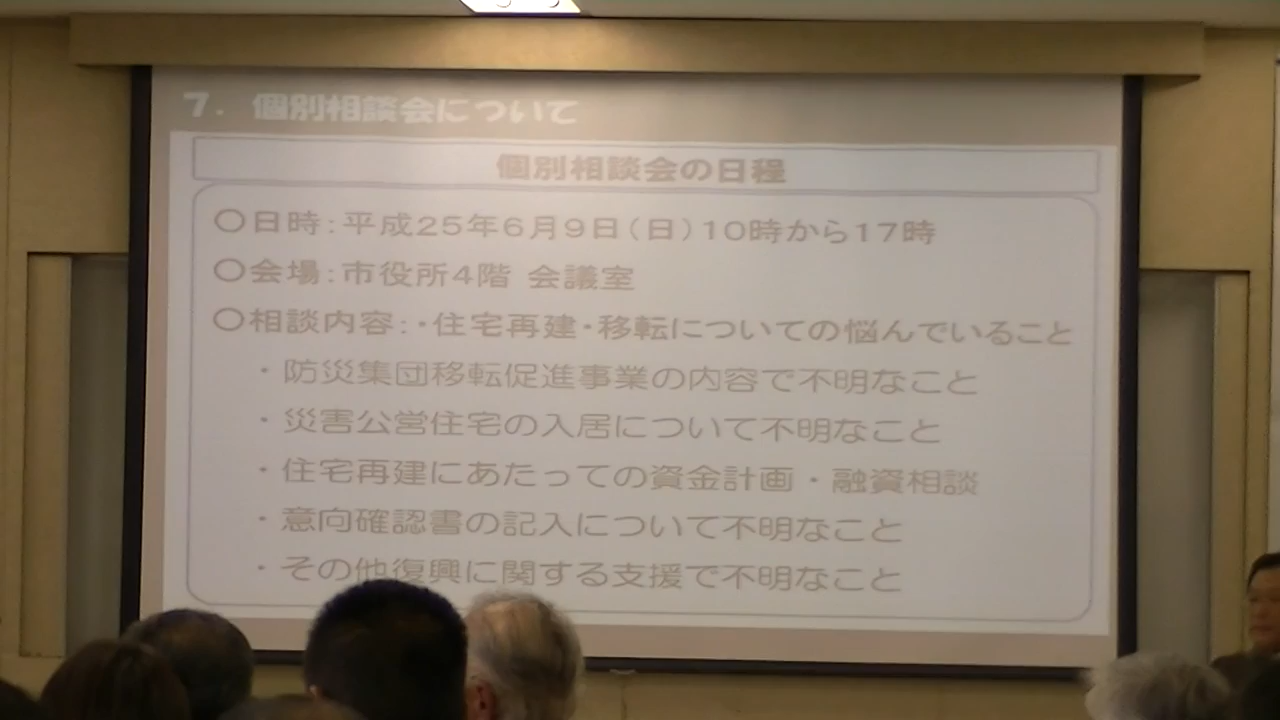 7. 個別相談会について
個別相談会の日程
○日時:平成25年6月9日(日)10時から17時
○会場:市役所4階 会議室
○相談内容:・住宅再建・移転についての悩んでいること
・防災集団移転促進事業の内容で不明なこと
・災害公営住宅の入居について不明なこと
・住宅再建にあたっての資金計画・融資相談
・意向確認書の記入について不明なこと
・その他復興に関する支援で不明なこと